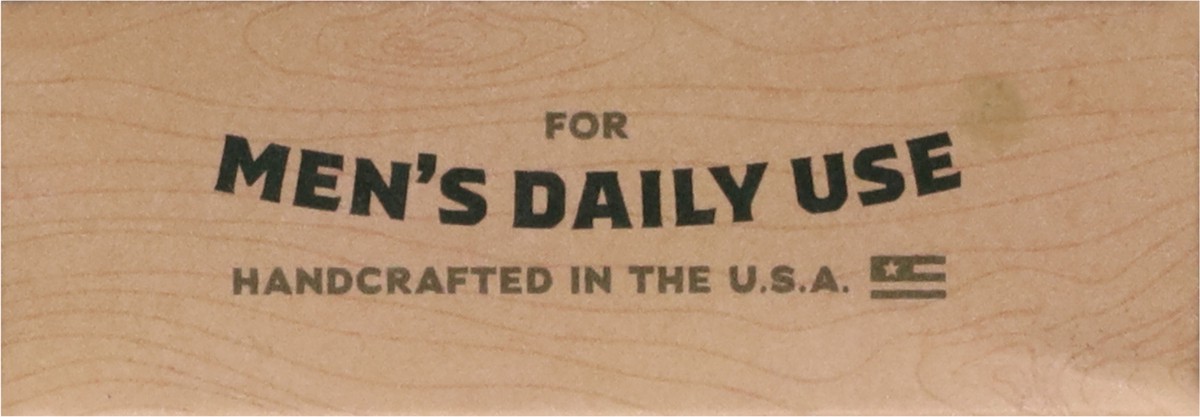 FOR
MEN'S DAILY USE
HANDCRAFTED IN THE U.S.A.